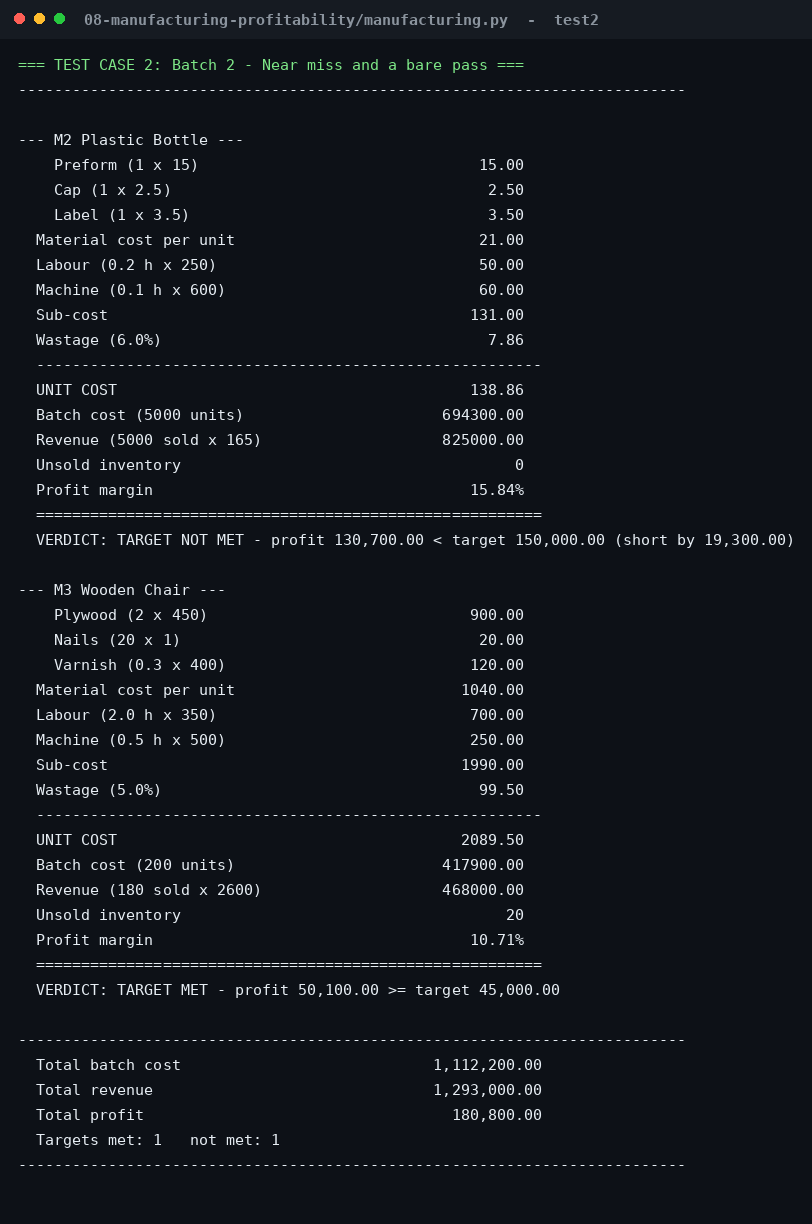 08-manufacturing-profitability/manufacturing.py  -  test2
=== TEST CASE 2: Batch 2 - Near miss and a bare pass ===
--------------------------------------------------------------------------
--- M2 Plastic Bottle ---
    Preform (1 x 15)                               15.00
    Cap (1 x 2.5)                                   2.50
    Label (1 x 3.5)                                 3.50
  Material cost per unit                           21.00
  Labour (0.2 h x 250)                             50.00
  Machine (0.1 h x 600)                            60.00
  Sub-cost                                        131.00
  Wastage (6.0%)                                    7.86
  --------------------------------------------------------
  UNIT COST                                       138.86
  Batch cost (5000 units)                      694300.00
  Revenue (5000 sold x 165)                    825000.00
  Unsold inventory                                     0
  Profit margin                                   15.84%
  ========================================================
  VERDICT: TARGET NOT MET - profit 130,700.00 < target 150,000.00 (short by 19,300.00)
--- M3 Wooden Chair ---
    Plywood (2 x 450)                             900.00
    Nails (20 x 1)                                 20.00
    Varnish (0.3 x 400)                           120.00
  Material cost per unit                         1040.00
  Labour (2.0 h x 350)                            700.00
  Machine (0.5 h x 500)                           250.00
  Sub-cost                                       1990.00
  Wastage (5.0%)                                   99.50
  --------------------------------------------------------
  UNIT COST                                      2089.50
  Batch cost (200 units)                       417900.00
  Revenue (180 sold x 2600)                    468000.00
  Unsold inventory                                    20
  Profit margin                                   10.71%
  ========================================================
  VERDICT: TARGET MET - profit 50,100.00 >= target 45,000.00
--------------------------------------------------------------------------
  Total batch cost                            1,112,200.00
  Total revenue                               1,293,000.00
  Total profit                                  180,800.00
  Targets met: 1   not met: 1
--------------------------------------------------------------------------